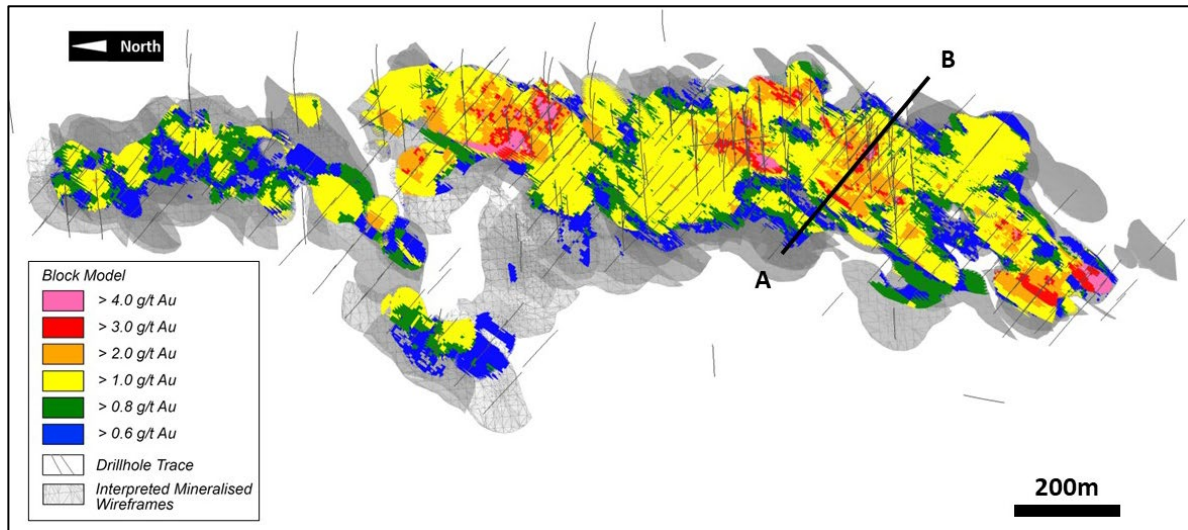 North
B
A
Block Model
> 4.0 g/t Au
> 3.0 g/t Au
> 2.0 g/t Au
> 1.0 g/t Au
> 0.8 g/t Au
> 0.6 g/t Au
Drillhole Trace
Interpreted Mineralised
Wireframes
200m